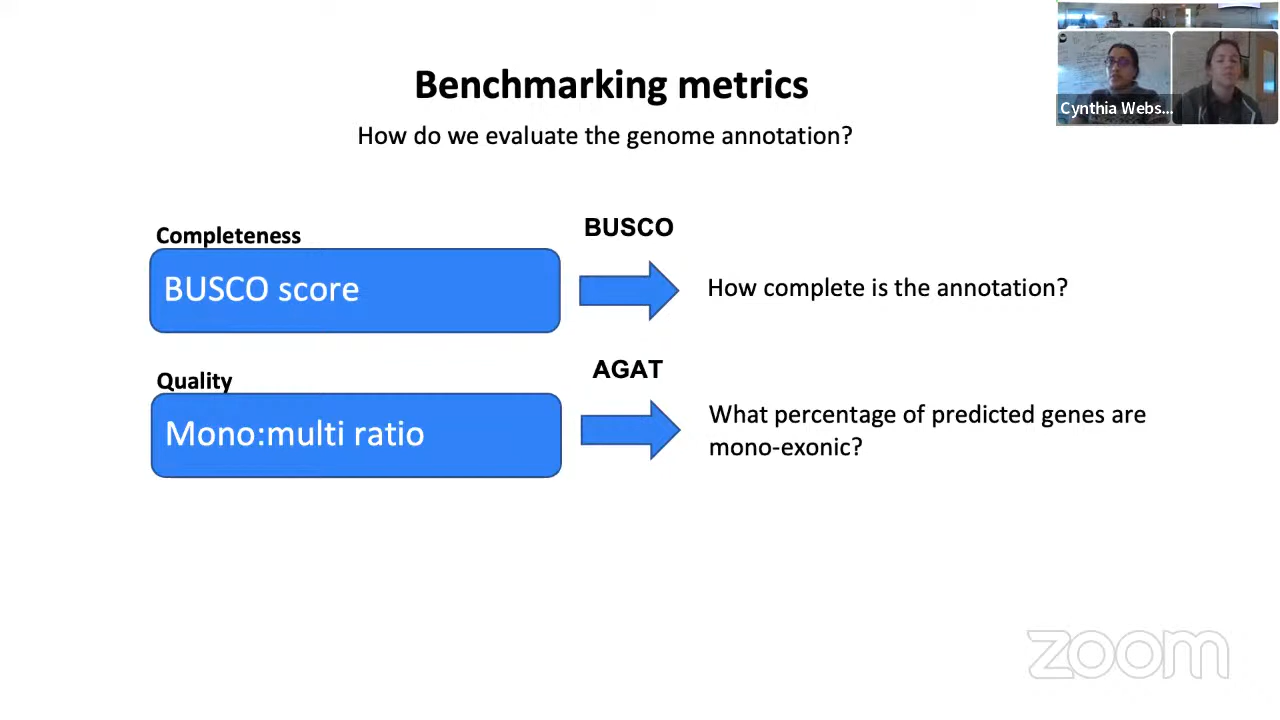 Benchmarking metrics
How do we evaluate the genome annotation?
Cynthia Webs...
Completeness
BUSCO score
BUSCO
How complete is the annotation?
Quality
Mono:multi ratio
AGAT
What percentage of predicted genes are
mono-exonic?
zoom